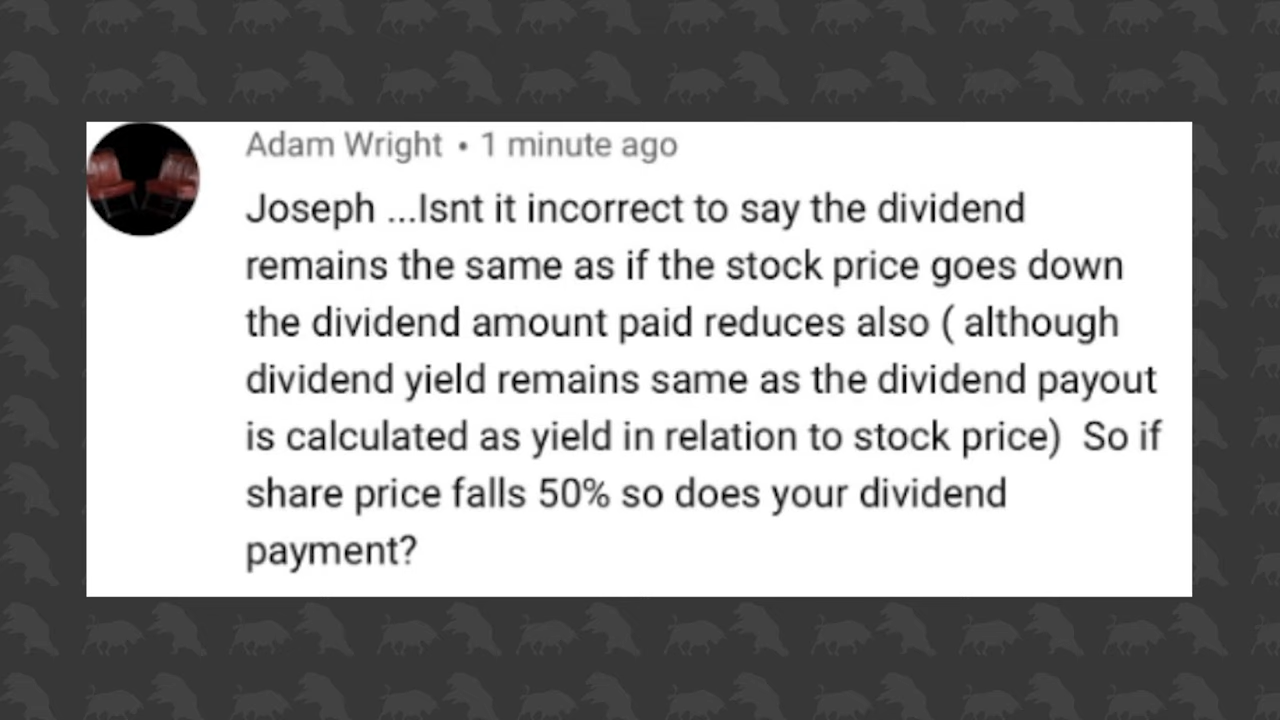 Adam Wright • 1 minute ago
Joseph ...Isnt it incorrect to say the dividend
remains the same as if the stock price goes down
the dividend amount paid reduces also ( although
dividend yield remains same as the dividend payout
is calculated as yield in relation to stock price)  So if
share price falls 50% so does your dividend
payment?